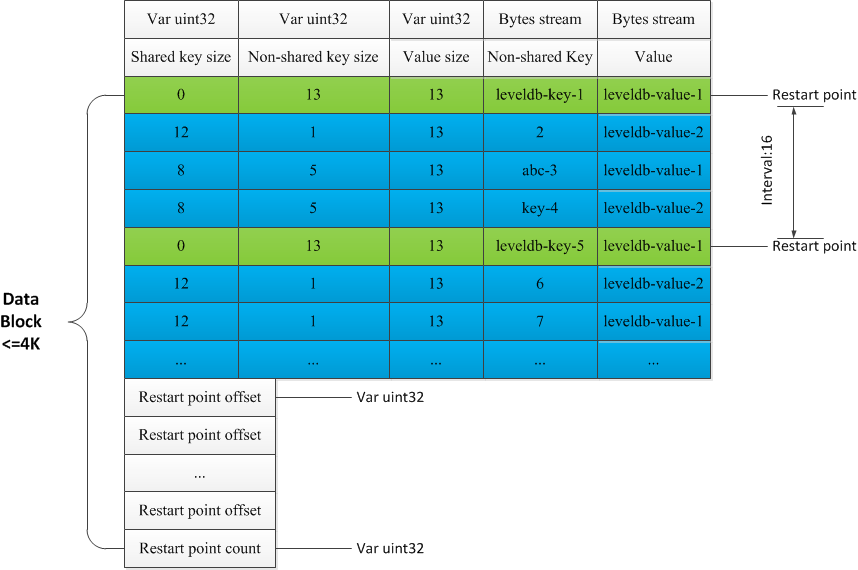 Var uint32 Var uint32 Var uint32 Bytes stream Bytes stream
Shared key size Non-shared key size Value size Non-shared Key Value
0 13 13 leveldb-key-1 leveldb-value-1 Restart point
12 1 13 2 leveldb-value-2
8 5 13 abc-3 leveldb-value-1
Interval:16
8 5 13 key-4 leveldb-value-2
0 13 13 leveldb-key-5 leveldb-value-1 Restart point
12 1 13 6 leveldb-value-2
Data
Block
<=4K
12 1 13 7 leveldb-value-1
... ... ... ... ...
Restart point offset Var uint32
Restart point offset
...
Restart point offset
Restart point count Var uint32